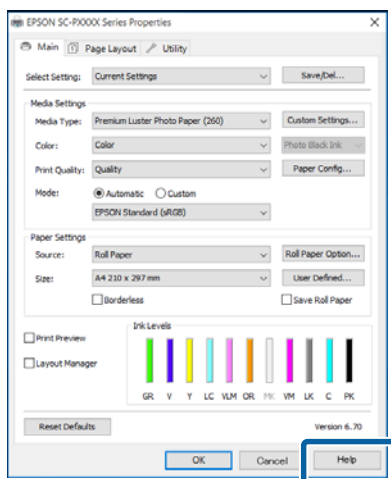 EPSON SC-PXXXX Series Properties
Main Page Layout Utility
Select Setting: Current Settings Save/Del...
Media Settings
Media Type: Premium Luster Photo Paper (260) Custom Settings...
Color: Color Photo Black Ink
Print Quality: Quality Paper Config...
Mode: Automatic Custom
EPSON Standard (sRGB)
Paper Settings
Source: Roll Paper Roll Paper Option...
Size: A4 210 x 297 mm User Defined...
Borderless Save Roll Paper
Ink Levels
Print Preview
Layout Manager
GR V Y LC VLM OR MK VM LK C PK
Reset Defaults Version 6.70
OK Cancel Help